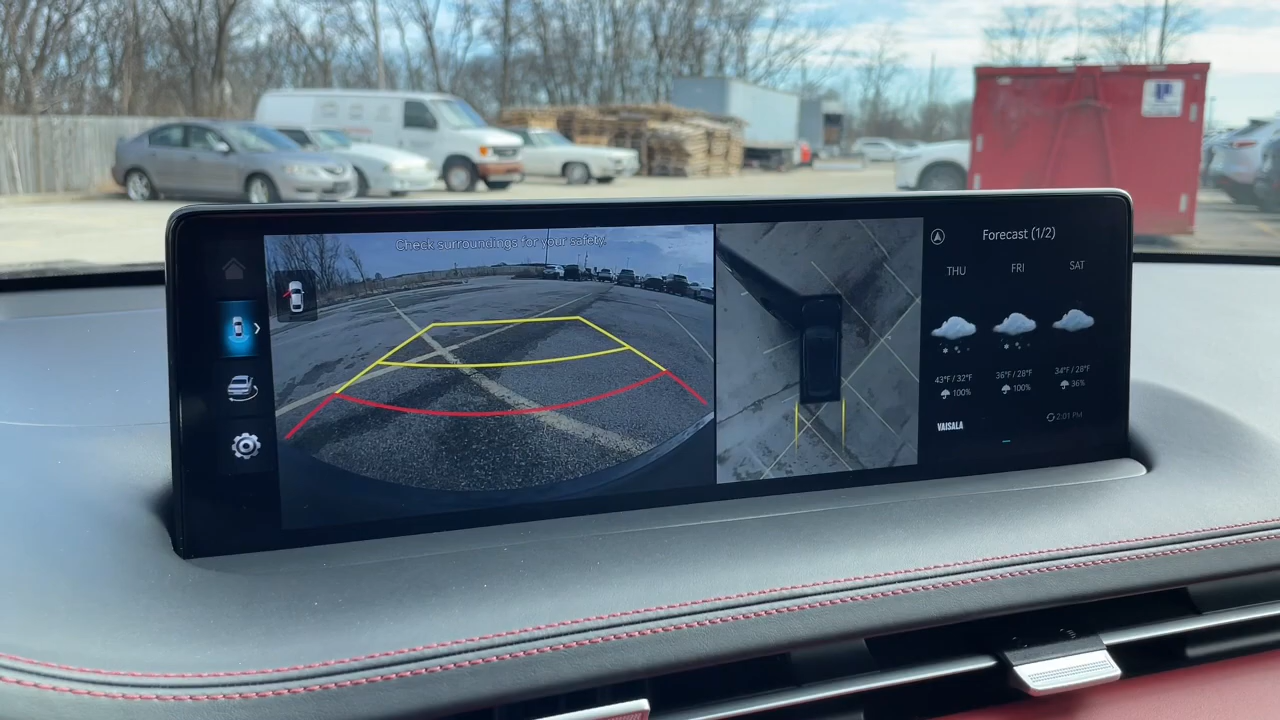 Check surroundings for your safety.
Forecast (1/2)
THU FRI SAT
43°F / 32°F 36°F / 28°F 34°F / 28°F
100% 100% 36%
VAISALA
2:01 PM